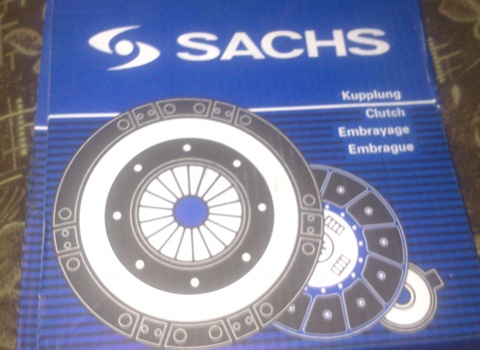 SACHS
Kupplung
Clutch
Embrayage
Embrague